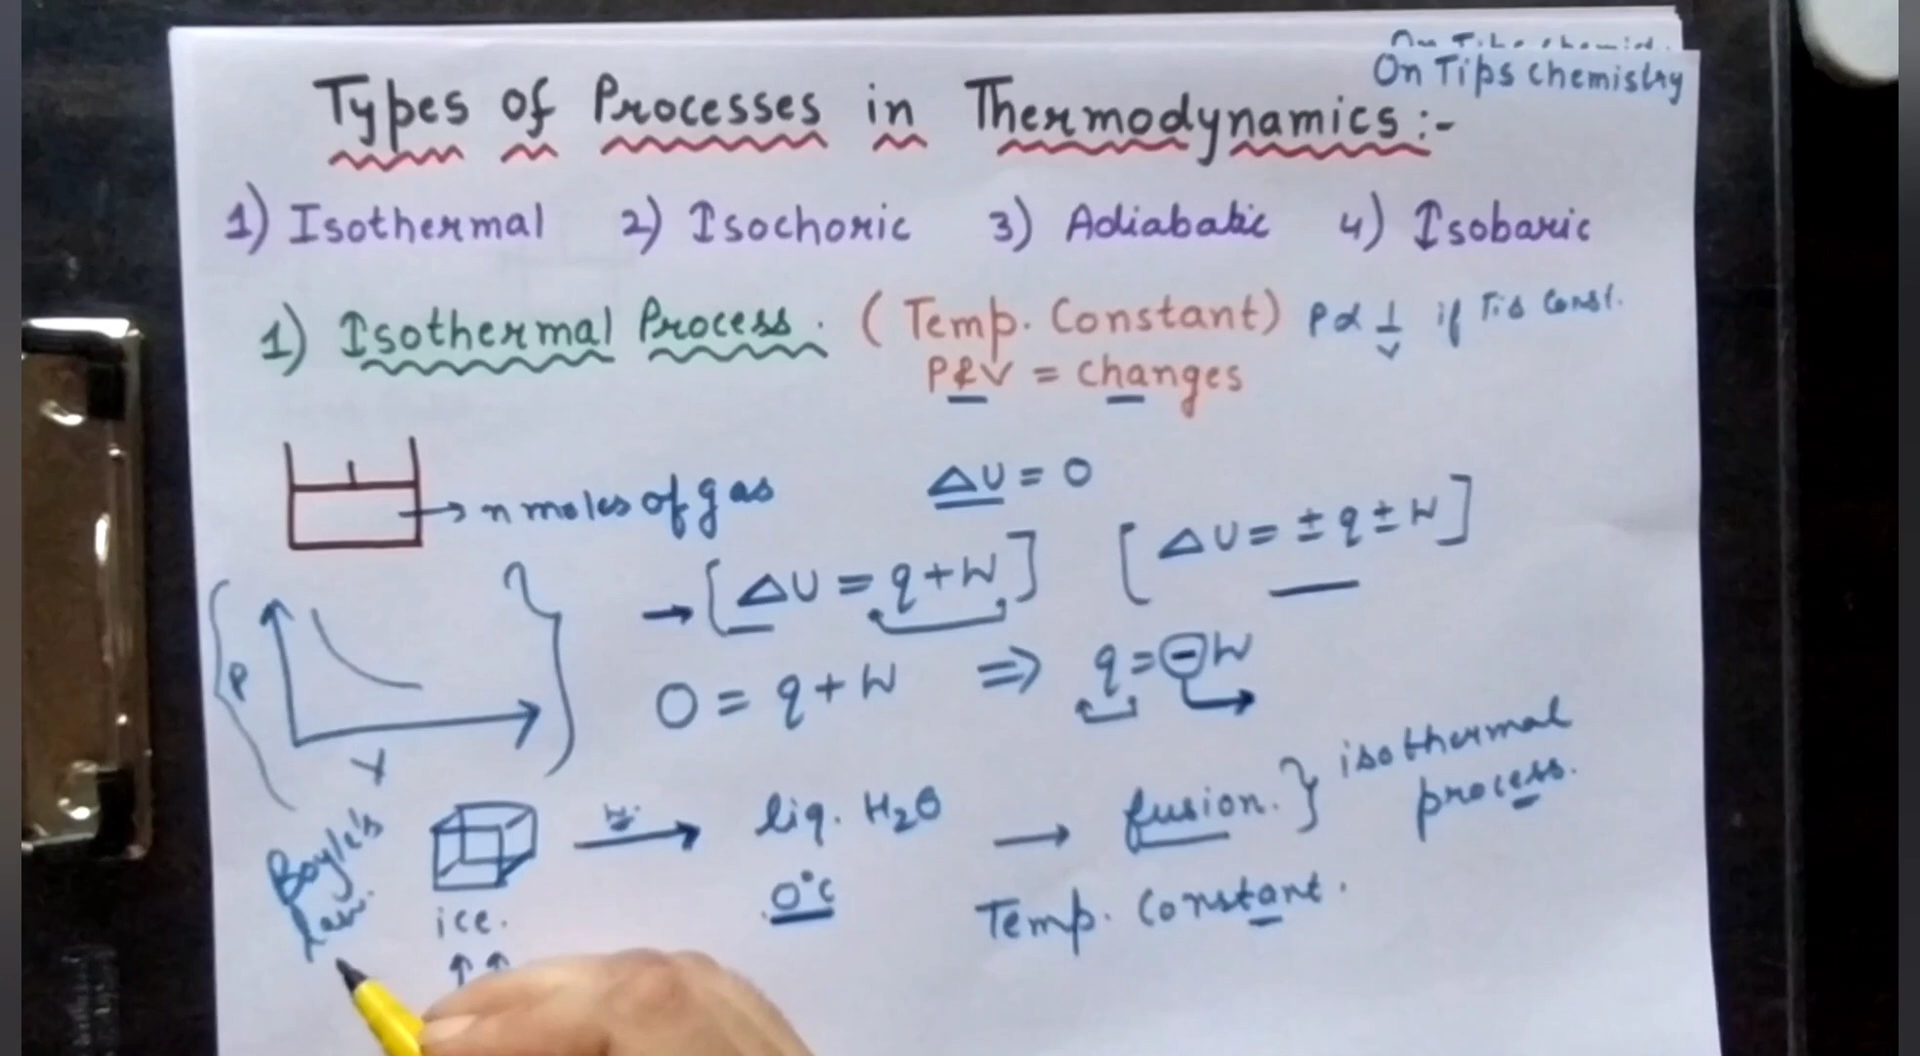 On Tips chemistry
Types of Processes in Thermodynamics:-
1) Isothermal 2) Isochoric 3) Adiabatic 4) Isobaric
1) Isothermal Process. (Temp. Constant) P α 1/V if T is Const.
P&V = Changes
→ n moles of gas
ΔU = 0
→ [ΔU = q + W] [ΔU = ± q ± W]
P
V
0 = q + W ⇒ q = -W
Boyle's
Law.
ice.
→ liq. H₂O → fusion. } isothermal
process.
0°C
Temp. Constant.